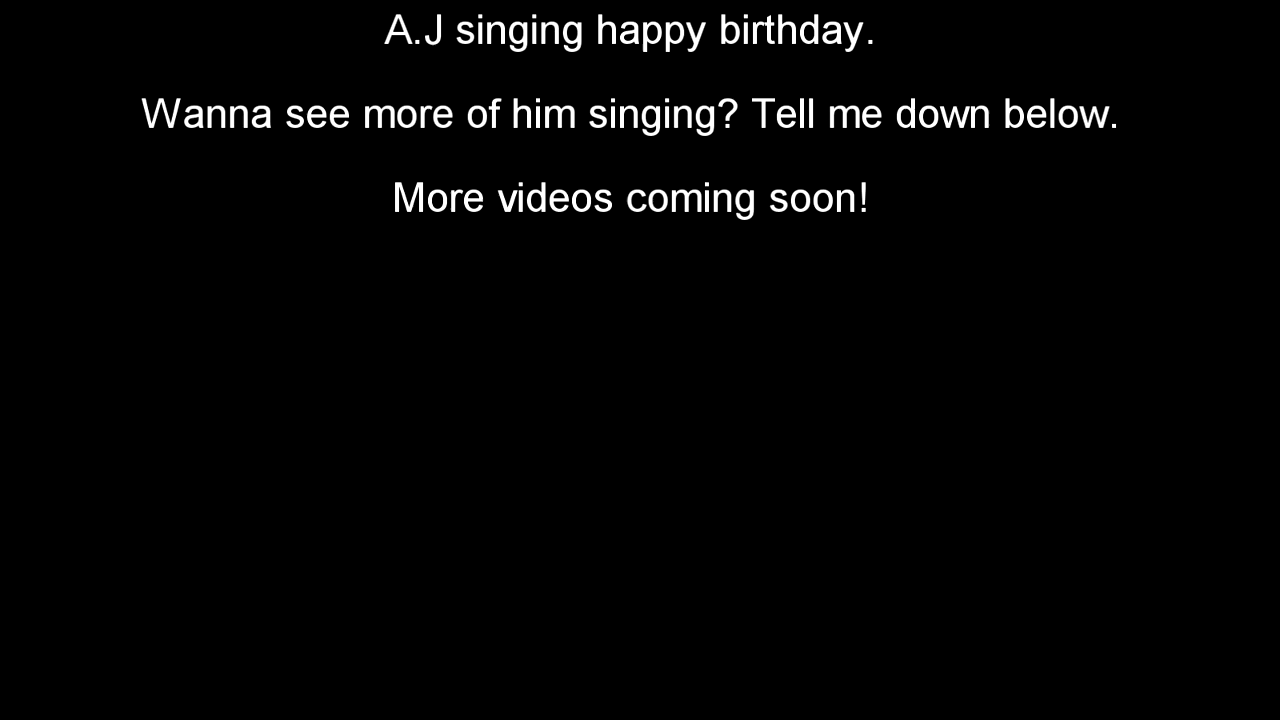 A.J singing happy birthday.
Wanna see more of him singing? Tell me down below.
More videos coming soon!